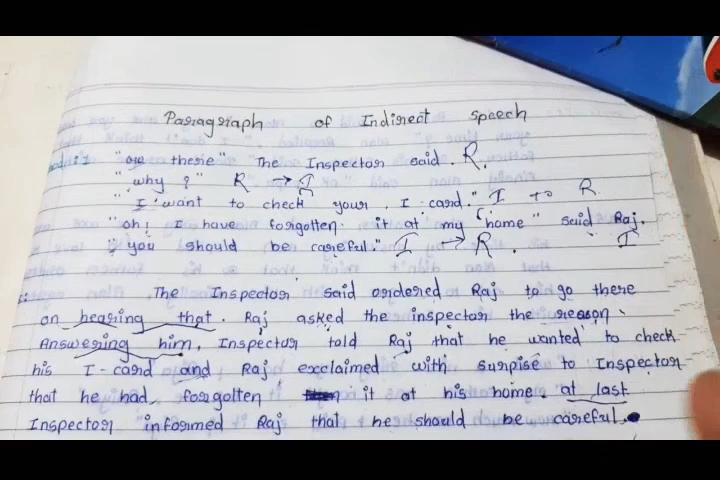 Paragraph of Indirect speech
"Go there" The Inspector said. R.
"why ?" R → I
"I want to check your I card." I to R
"oh! I have forgotten it at my home" said Raj.
"you should be careful." I → R. I
The Inspector said ordered Raj to go there
on hearing that. Raj asked the inspector the reason
Answering him, Inspector told Raj that he wanted to check
his I-card and Raj exclaimed with surpise to Inspector
that he had forgotten it at his home. at last
Inspector informed Raj that he should be careful.